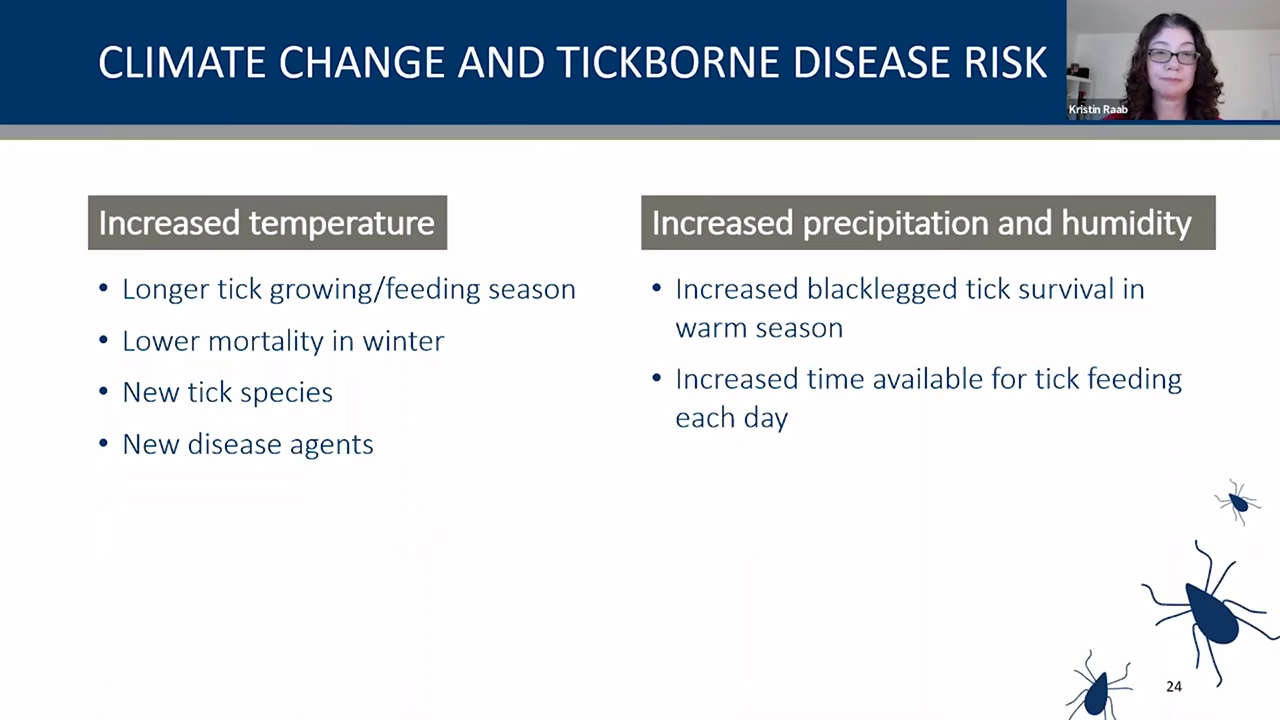 CLIMATE CHANGE AND TICKBORNE DISEASE RISK
Kristin Raab
Increased temperature
• Longer tick growing/feeding season
• Lower mortality in winter
• New tick species
• New disease agents
Increased precipitation and humidity
• Increased blacklegged tick survival in
warm season
• Increased time available for tick feeding
each day
24